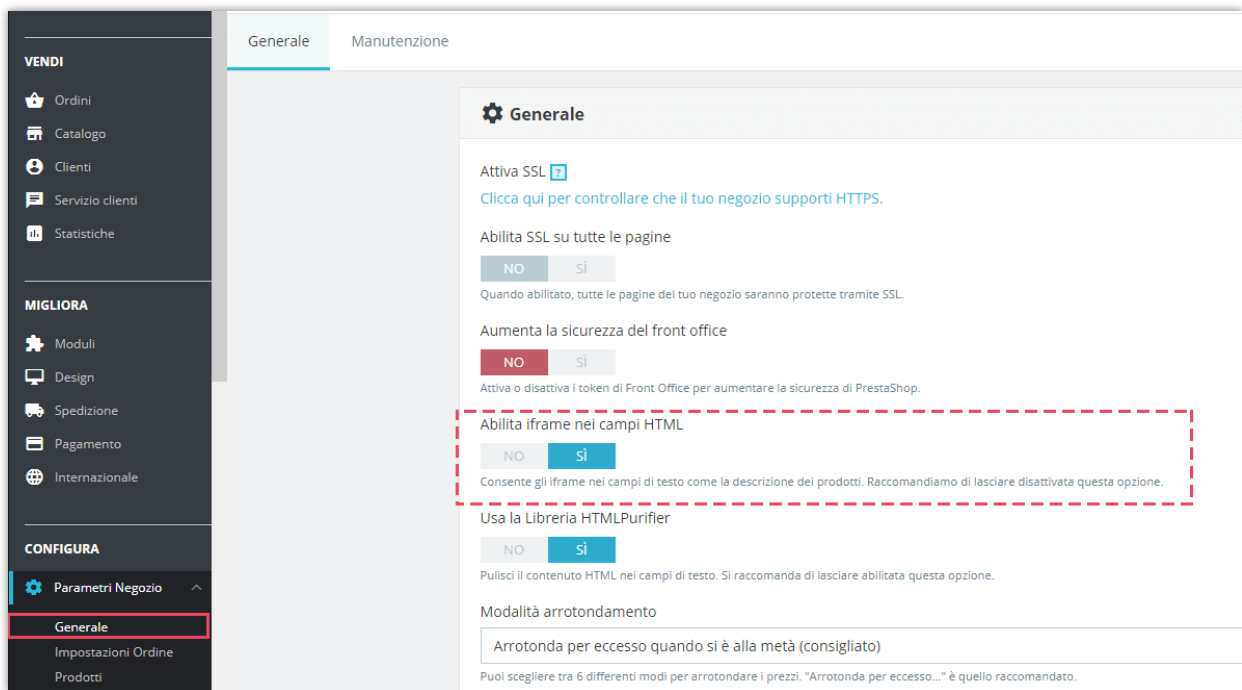 VENDI
Ordini
Catalogo
Clienti
Servizio clienti
Statistiche
MIGLIORA
Moduli
Design
Spedizione
Pagamento
Internazionale
CONFIGURA
Parametri Negozio
Generale
Impostazioni Ordine
Prodotti
Generale Manutenzione
Generale
Attiva SSL ?
Clicca qui per controllare che il tuo negozio supporti HTTPS.
Abilita SSL su tutte le pagine
NO SÌ
Quando abilitato, tutte le pagine del tuo negozio saranno protette tramite SSL.
Aumenta la sicurezza del front office
NO SÌ
Attiva o disattiva i token di Front Office per aumentare la sicurezza di PrestaShop.
Abilita iframe nei campi HTML
NO SÌ
Consente gli iframe nei campi di testo come la descrizione dei prodotti. Raccomandiamo di lasciare disattivata questa opzione.
Usa la Libreria HTMLPurifier
NO SÌ
Pulisci il contenuto HTML nei campi di testo. Si raccomanda di lasciare abilitata questa opzione.
Modalità arrotondamento
Arrotonda per eccesso quando si è alla metà (consigliato)
Puoi scegliere tra 6 differenti modi per arrotondare i prezzi. "Arrotonda per eccesso..." è quello raccomandato.